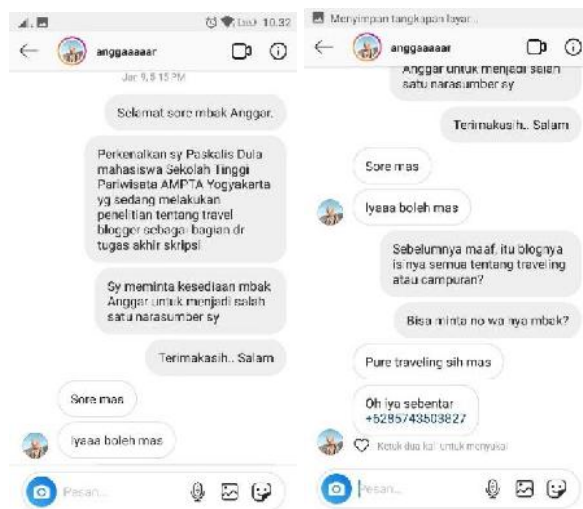 10.32
anggaaaaar
Jan 9, 5.15 PM
Selamat sore mbak Anggar.
Perkenalkan sy Paskalis Dula
mahasiswa Sekolah Tinggi
Pariwisata AMPTA Yogyakarta
yg sedang melakukan
penelitian tentang travel
blogger sebagai bagian dr
tugas akhir skripsi
Sy meminta kesediaan mbak
Anggar untuk menjadi salah
satu narasumber sy
Terimakasih.. Salam
Sore mas
Iyaaa boleh mas
Pesan...
Menyimpan tangkapan layar...
anggaaaaar
Anggar untuk menjadi salah
satu narasumber sy
Terimakasih.. Salam
Sore mas
Iyaaa boleh mas
Sebelumnya maaf, itu blognya
isinya semua tentang traveling
atau campuran?
Bisa minta no wa nya mbak?
Pure traveling sih mas
Oh iya sebentar
+6285743503827
Ketuk dua kali untuk menyukai
Pesan...